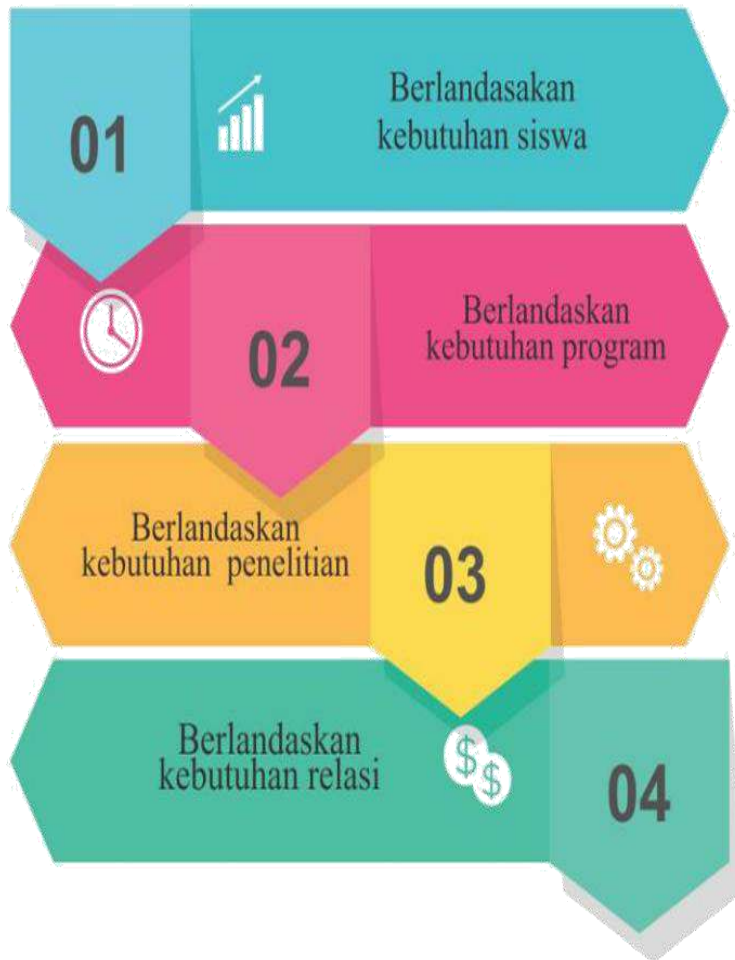 01
Berlandasakan
kebutuhan siswa
02
Berlandaskan
kebutuhan program
Berlandaskan
kebutuhan penelitian
03
Berlandaskan
kebutuhan relasi
$
$
04